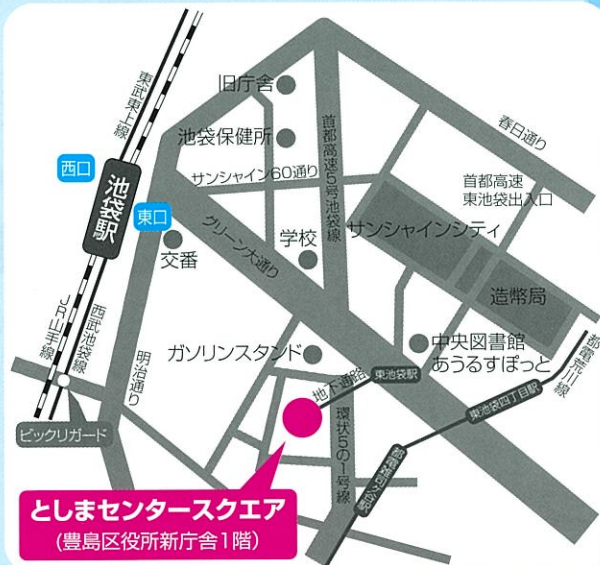 東武東上線
旧庁舎
池袋保健所
サンシャイン60通り
首都高速5号池袋線
春日通り
首都高速
東池袋出入口
西口
池袋駅
東口
交番
グリーン大通り
学校
サンシャインシティ
造幣局
JR山手線
西武池袋線
明治通り
ガソリンスタンド
中央図書館
あうるすぽっと
都電荒川線
地下通路
東池袋駅
東池袋四丁目駅
ビックリガード
環状5の1号線
都電雑司ケ谷駅
としまセンタースクエア
(豊島区役所新庁舎1階)